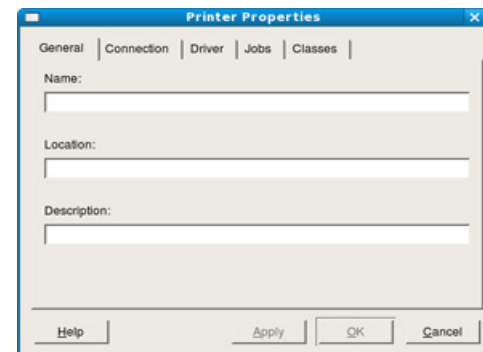 Printer Properties
General Connection Driver Jobs Classes
Name:
Location:
Description:
Help Apply OK Cancel